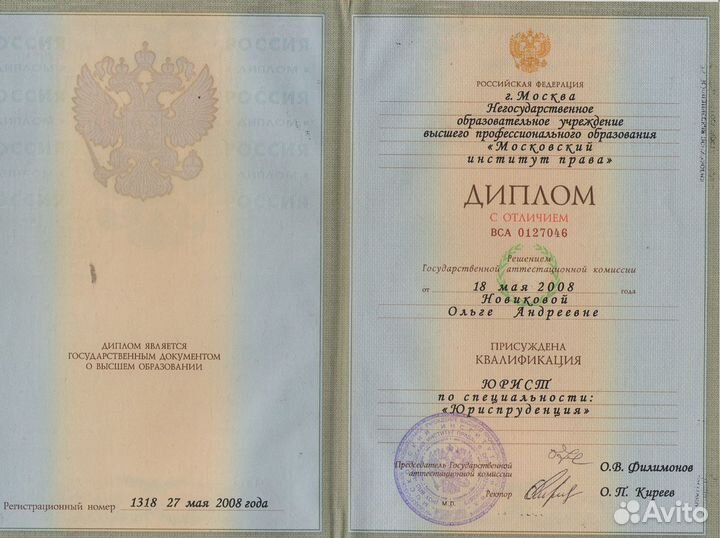 РОССИЯ
РОССИЯ
ДИПЛОМ
ДИПЛОМ ЯВЛЯЕТСЯ
ГОСУДАРСТВЕННЫМ ДОКУМЕНТОМ
О ВЫСШЕМ ОБРАЗОВАНИИ
Регистрационный номер 1318 27 мая 2008 года
РОССИЙСКАЯ ФЕДЕРАЦИЯ
г. Москва
Негосударственное
образовательное учреждение
высшего профессионального образования
«Московский
институт права»
ДИПЛОМ
С ОТЛИЧИЕМ
ВСА 0127046
Решением
Государственной аттестационной комиссии
от 18 мая 2008 года
Новиковой
Ольге Андреевне
ПРИСУЖДЕНА
КВАЛИФИКАЦИЯ
ЮРИСТ
по специальности:
«Юриспруденция»
Председатель Государственной
аттестационной комиссии
О.В. Филимонов
Ректор
О. П. Киреев
М.П.
Avito